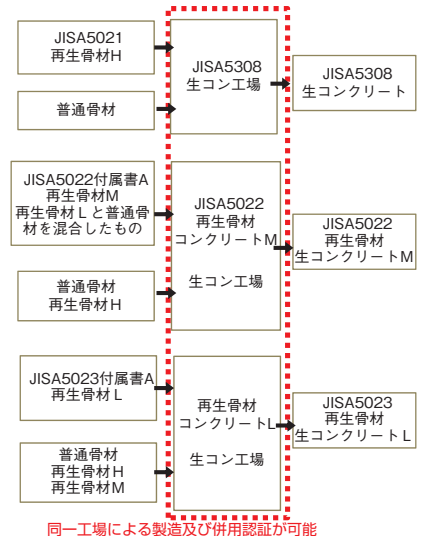 JISA5021
再生骨材H
普通骨材
JISA5308
生コン工場
JISA5308
生コンクリート
JISA5022付属書A
再生骨材M
再生骨材Lと普通骨
材を混合したもの
普通骨材
再生骨材H
JISA5022
再生骨材
コンクリートM
生コン工場
JISA5022
再生骨材
生コンクリートM
JISA5023付属書A
再生骨材L
普通骨材
再生骨材H
再生骨材M
再生骨材
コンクリートL
生コン工場
JISA5023
再生骨材
生コンクリートL
同一工場による製造及び併用認証が可能